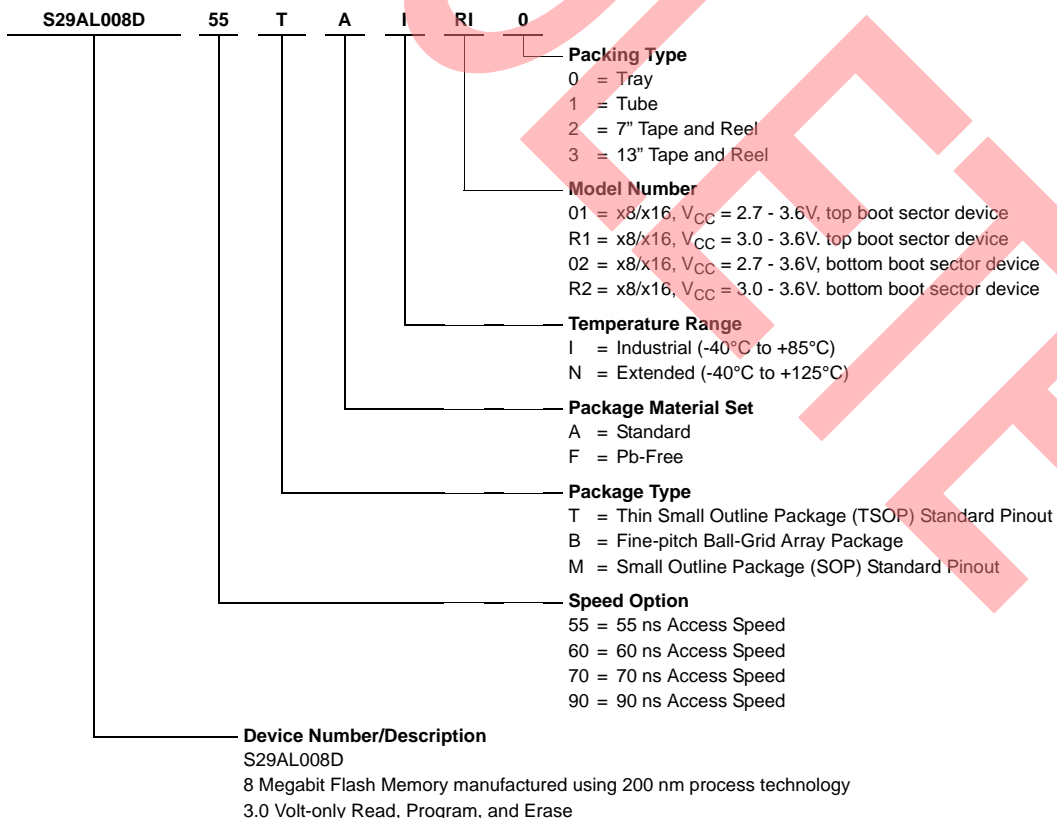 S29AL008D 55 T A I RI 0
Packing Type
0 = Tray
1 = Tube
2 = 7” Tape and Reel
3 = 13” Tape and Reel
Model Number
01 = x8/x16, VCC = 2.7 - 3.6V, top boot sector device
R1 = x8/x16, VCC = 3.0 - 3.6V. top boot sector device
02 = x8/x16, VCC = 2.7 - 3.6V, bottom boot sector device
R2 = x8/x16, VCC = 3.0 - 3.6V. bottom boot sector device
Temperature Range
I = Industrial (-40°C to +85°C)
N = Extended (-40°C to +125°C)
Package Material Set
A = Standard
F = Pb-Free
Package Type
T = Thin Small Outline Package (TSOP) Standard Pinout
B = Fine-pitch Ball-Grid Array Package
M = Small Outline Package (SOP) Standard Pinout
Speed Option
55 = 55 ns Access Speed
60 = 60 ns Access Speed
70 = 70 ns Access Speed
90 = 90 ns Access Speed
Device Number/Description
S29AL008D
8 Megabit Flash Memory manufactured using 200 nm process technology
3.0 Volt-only Read, Program, and Erase